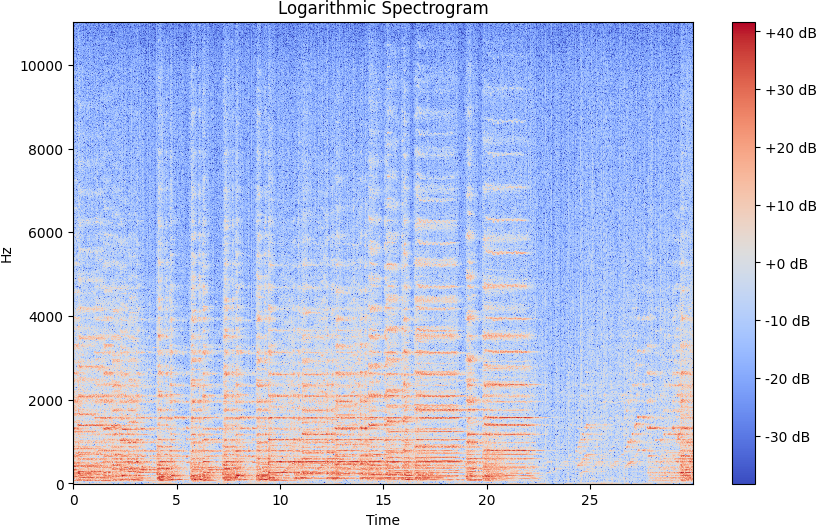 Logarithmic Spectrogram
+40 dB
+30 dB
+20 dB
+10 dB
+0 dB
-10 dB
-20 dB
-30 dB
10000
8000
6000
4000
2000
0
Hz
0 5 10 15 20 25
Time